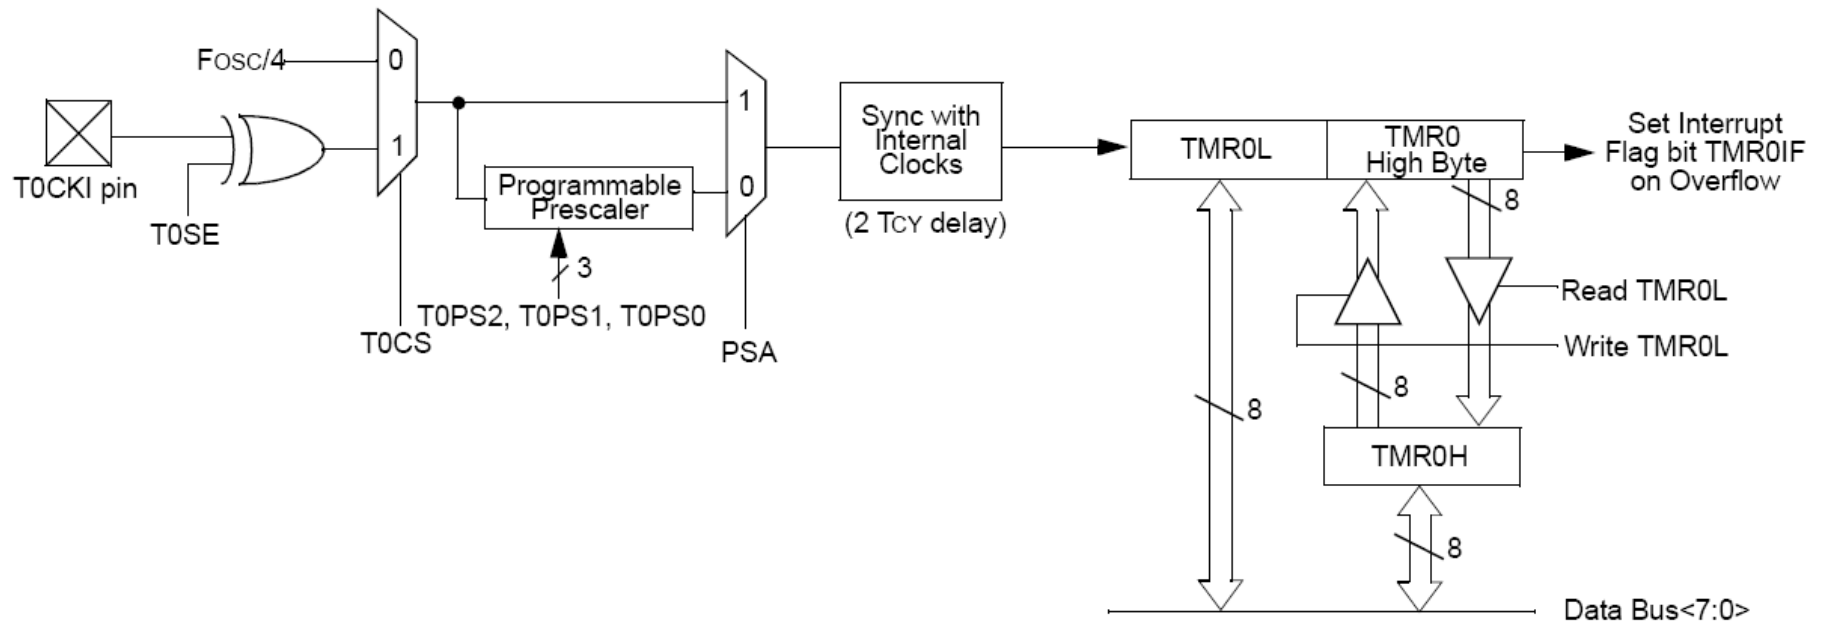 FOSC/4
0
1
T0CKI pin
T0SE
T0CS
Programmable
Prescaler
3
T0PS2, T0PS1, T0PS0
1
0
PSA
Sync with
Internal
Clocks
(2 TCY delay)
TMR0L
TMR0
High Byte
Set Interrupt
Flag bit TMR0IF
on Overflow
8
Read TMR0L
Write TMR0L
8
8
TMR0H
8
Data Bus<7:0>